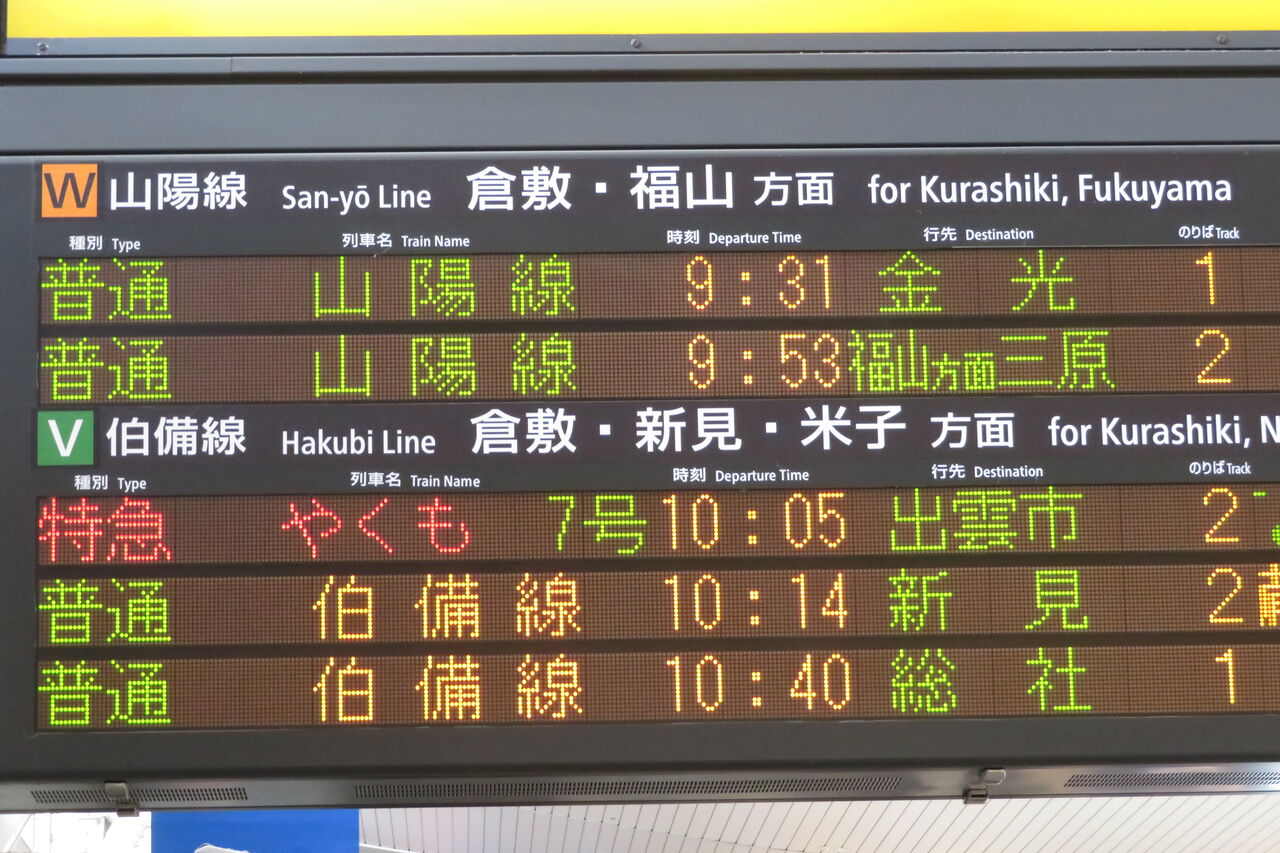 W 山陽線 San-yō Line 倉敷・福山 方面 for Kurashiki, Fukuyama
種別 Type 列車名 Train Name 時刻 Departure Time 行先 Destination のりば Track
普通 山陽線 9:31 金光 1
普通 山陽線 9:53 福山方面三原 2
V 伯備線 Hakubi Line 倉敷・新見・米子 方面 for Kurashiki, N
種別 Type 列車名 Train Name 時刻 Departure Time 行先 Destination のりば Track
特急 やくも 7号 10:05 出雲市 2
普通 伯備線 10:14 新見 2
普通 伯備線 10:40 総社 1